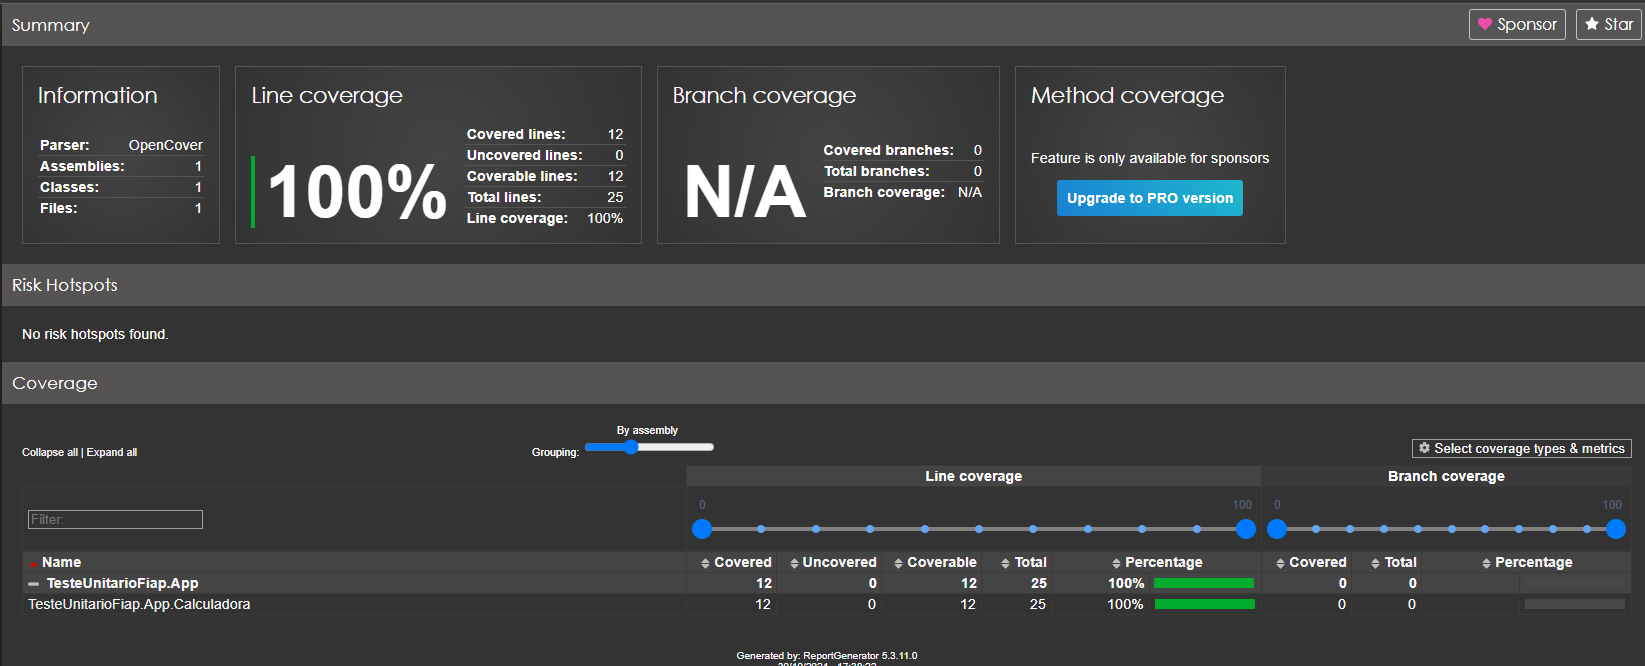 Summary
Sponsor
Star
Information
Parser: OpenCover
Assemblies: 1
Classes: 1
Files: 1
Line coverage
100%
Covered lines: 12
Uncovered lines: 0
Coverable lines: 12
Total lines: 25
Line coverage: 100%
Branch coverage
N/A
Covered branches: 0
Total branches: 0
Branch coverage: N/A
Method coverage
Feature is only available for sponsors
Upgrade to PRO version
Risk Hotspots
No risk hotspots found.
Coverage
Collapse all | Expand all
By assembly
Grouping:
Select coverage types & metrics
Line coverage Branch coverage
Filter:
0 100 0 100
Name Covered Uncovered Coverable Total Percentage Covered Total Percentage
TesteUnitarioFiap.App 12 0 12 25 100% 0 0
TesteUnitarioFiap.App.Calculadora 12 0 12 25 100% 0 0
Generated by: ReportGenerator 5.3.11.0